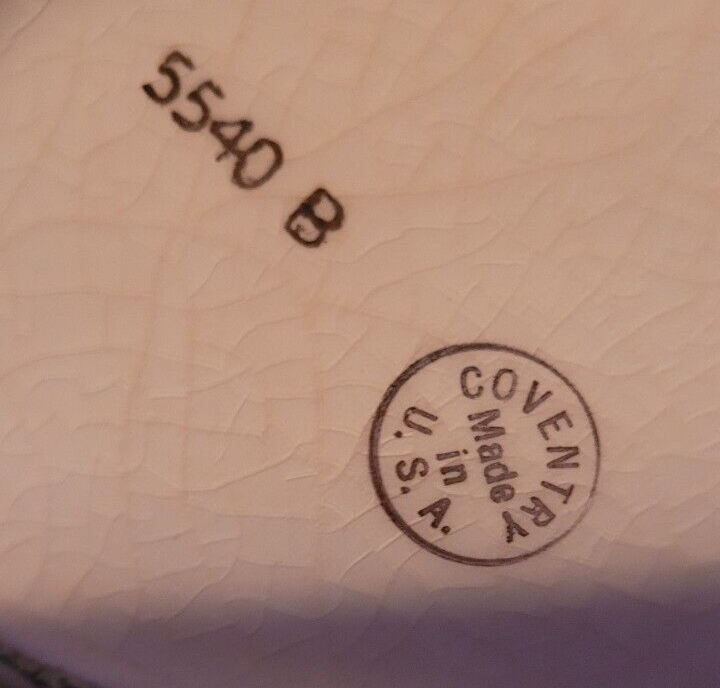 5540 B
COVENTRY
Made
in
U. S. A.